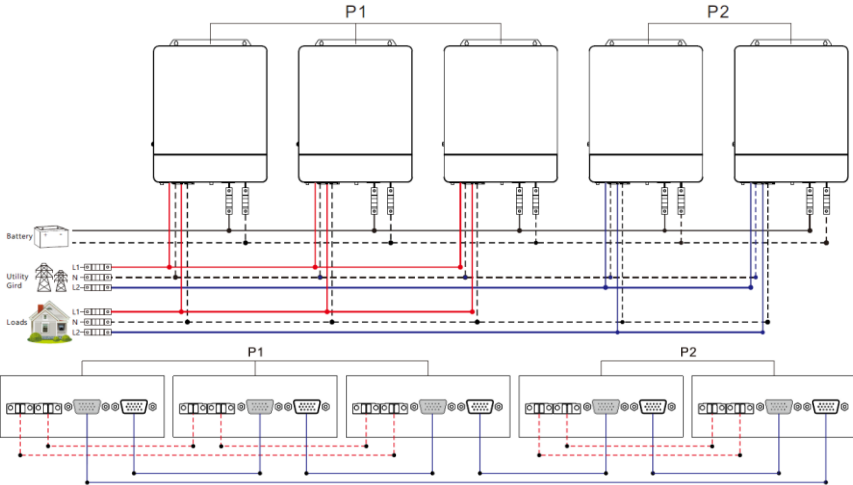 P1 P2
Battery
L1
Utility N
Gird L2
L1
Loads N
L2
P1 P2